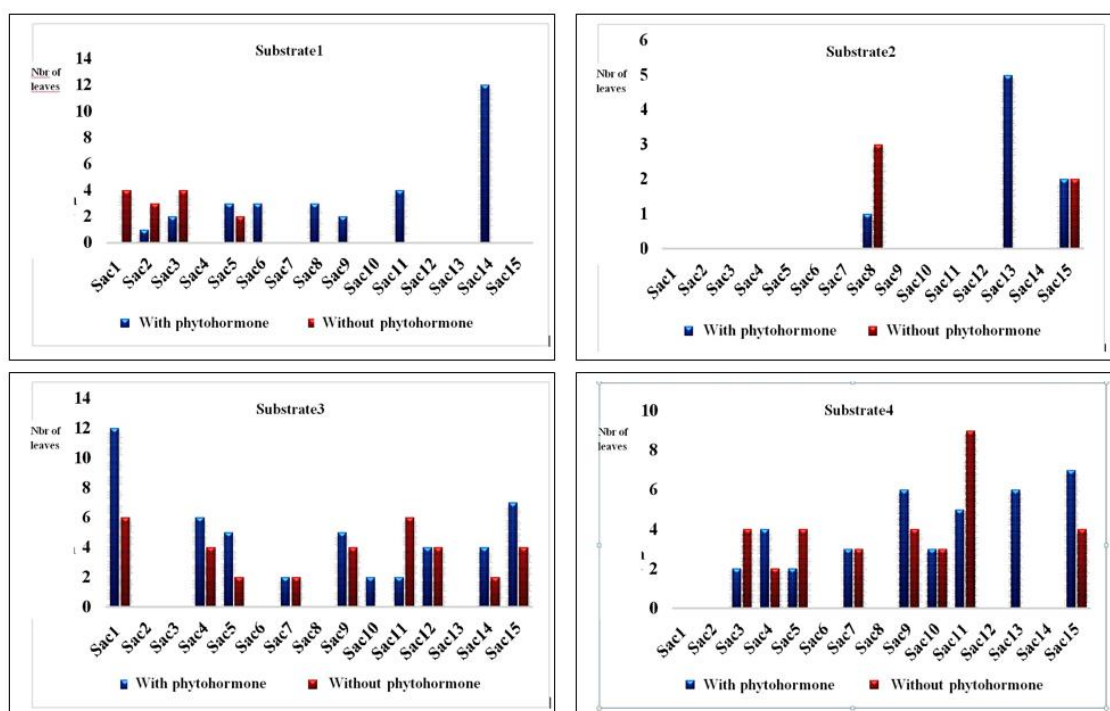 Substrate1
Nbr of
leaves
14
12
10
8
6
4
2
0
Sac1 Sac2 Sac3 Sac4 Sac5 Sac6 Sac7 Sac8 Sac9 Sac10 Sac11 Sac12 Sac13 Sac14 Sac15
With phytohormone Without phytohormone
Substrate2
Nbr of
leaves
6
5
4
3
2
1
0
Sac1 Sac2 Sac3 Sac4 Sac5 Sac6 Sac7 Sac8 Sac9 Sac10 Sac11 Sac12 Sac13 Sac14 Sac15
With phytohormone Without phytohormone
Substrate3
Nbr of
leaves
14
12
10
8
6
4
2
0
Sac1 Sac2 Sac3 Sac4 Sac5 Sac6 Sac7 Sac8 Sac9 Sac10 Sac11 Sac12 Sac13 Sac14 Sac15
With phytohormone Without phytohormone
Substrate4
Nbr of
leaves
10
8
6
4
2
0
Sac1 Sac2 Sac3 Sac4 Sac5 Sac6 Sac7 Sac8 Sac9 Sac10 Sac11 Sac12 Sac13 Sac14 Sac15
With phytohormone Without phytohormone